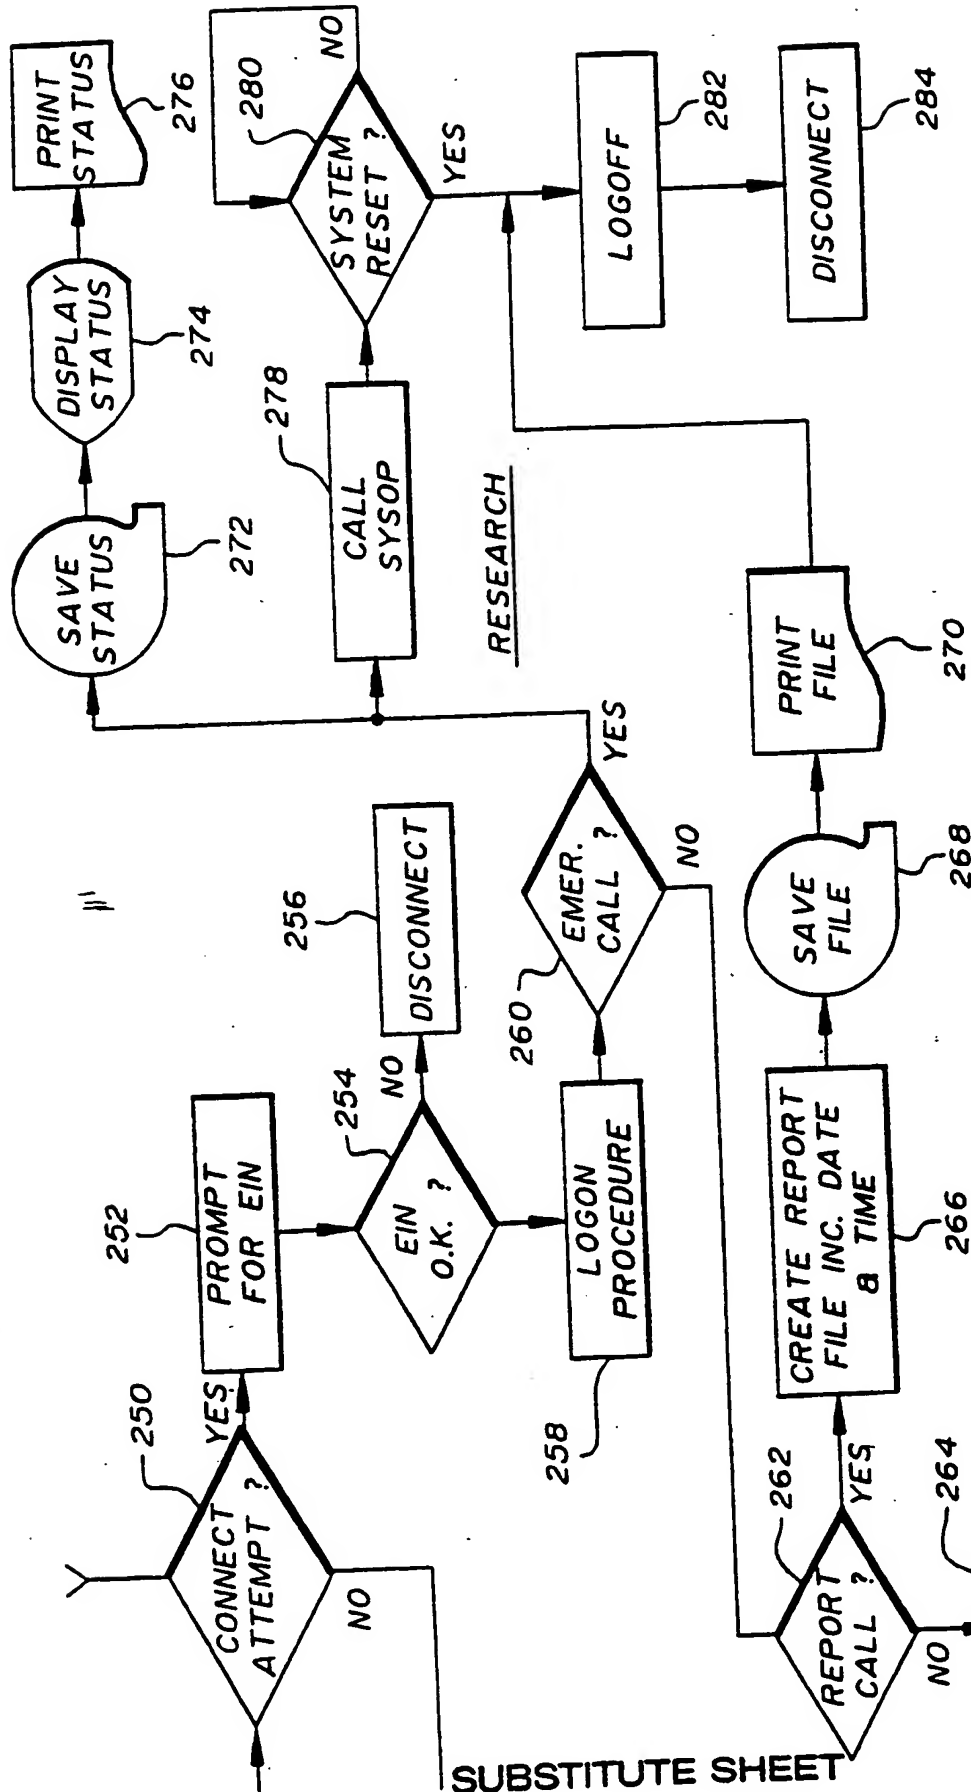 CONNECT
ATTEMPT ?
250
YES
NO
PROMPT
FOR EIN
252
EIN
O.K. ?
254
NO
DISCONNECT
256
LOGON
PROCEDURE
258
EMER.
CALL ?
260
YES
NO
SAVE
STATUS
272
DISPLAY
STATUS
274
PRINT
STATUS
276
CALL
SYSOP
278
SYSTEM
RESET ?
280
NO
YES
RESEARCH
LOGOFF
282
DISCONNECT
284
REPORT
CALL ?
262
YES
NO
264
CREATE REPORT
FILE INC. DATE
& TIME
266
SAVE
FILE
268
PRINT
FILE
270
SUBSTITUTE SHEET